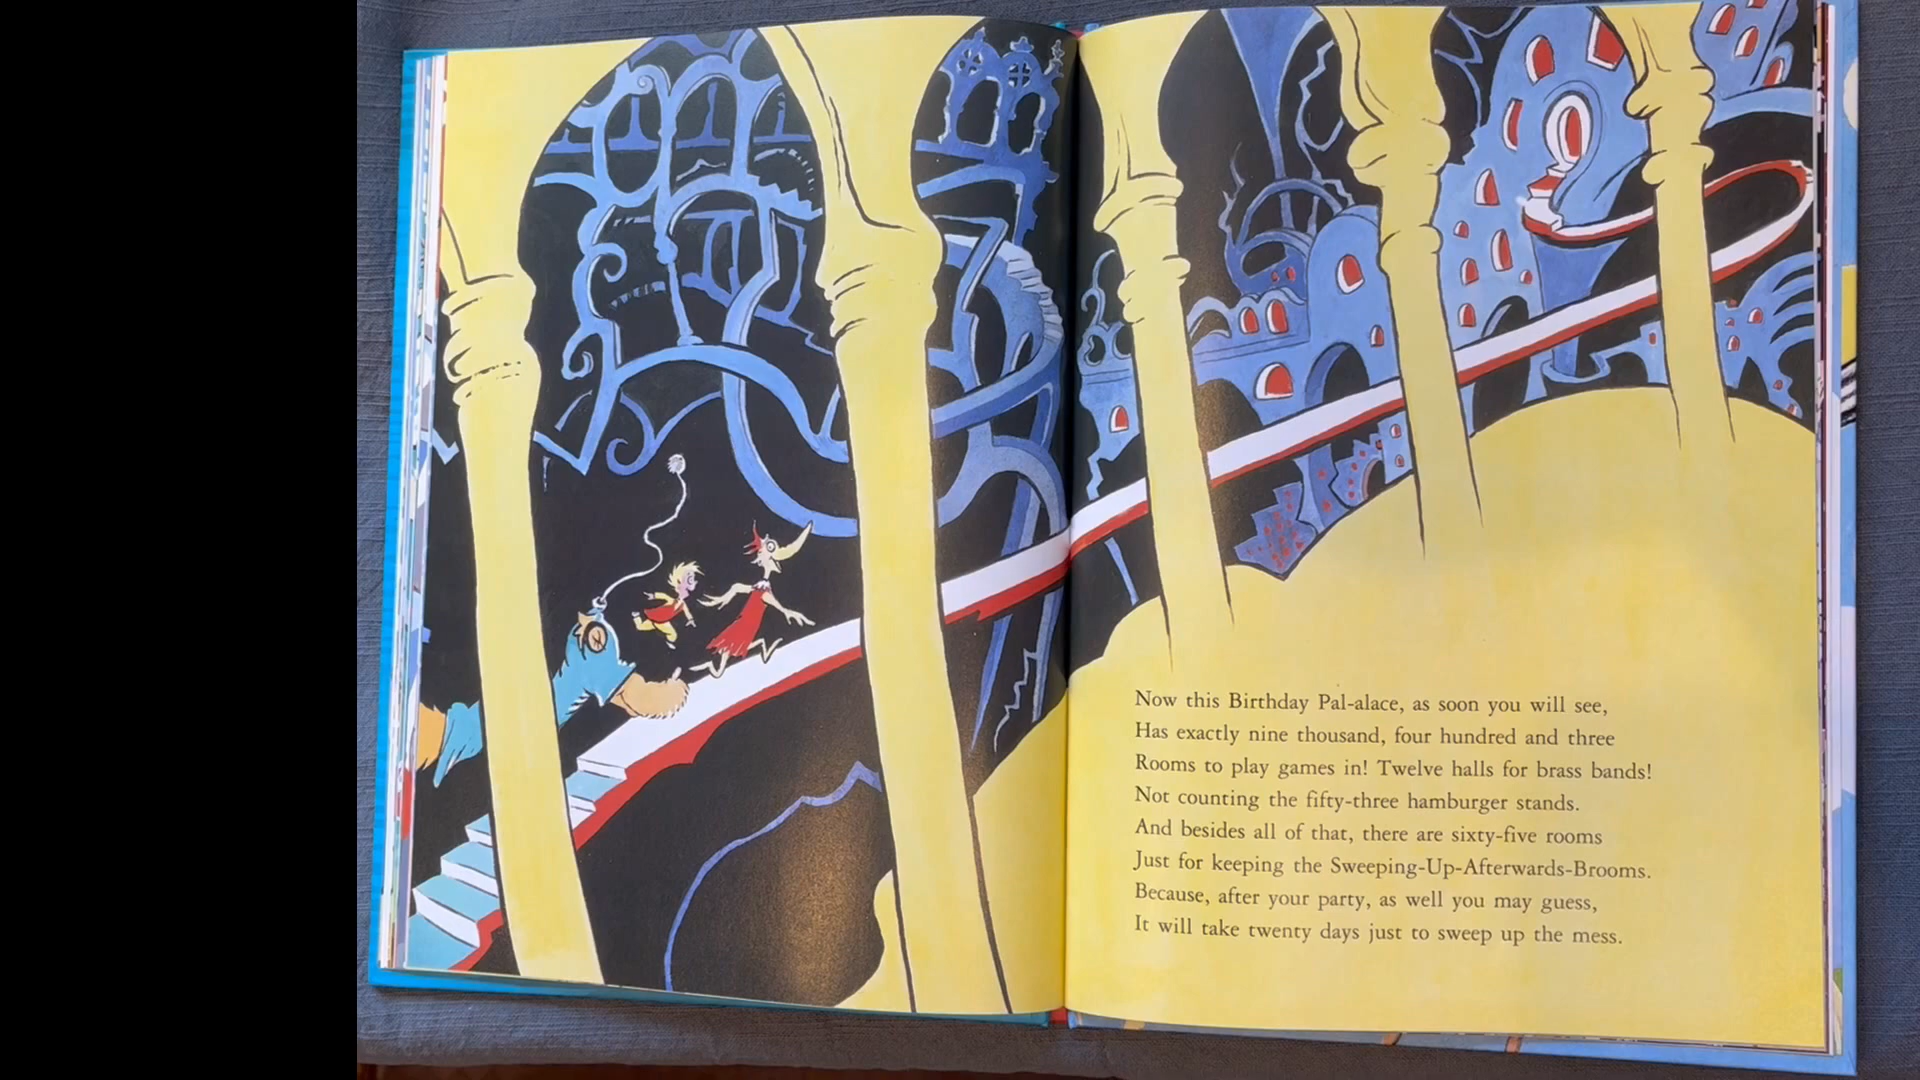 Now this Birthday Pal-alace, as soon you will see,
Has exactly nine thousand, four hundred and three
Rooms to play games in! Twelve halls for brass bands!
Not counting the fifty-three hamburger stands.
And besides all of that, there are sixty-five rooms
Just for keeping the Sweeping-Up-Afterwards-Brooms.
Because, after your party, as well you may guess,
It will take twenty days just to sweep up the mess.